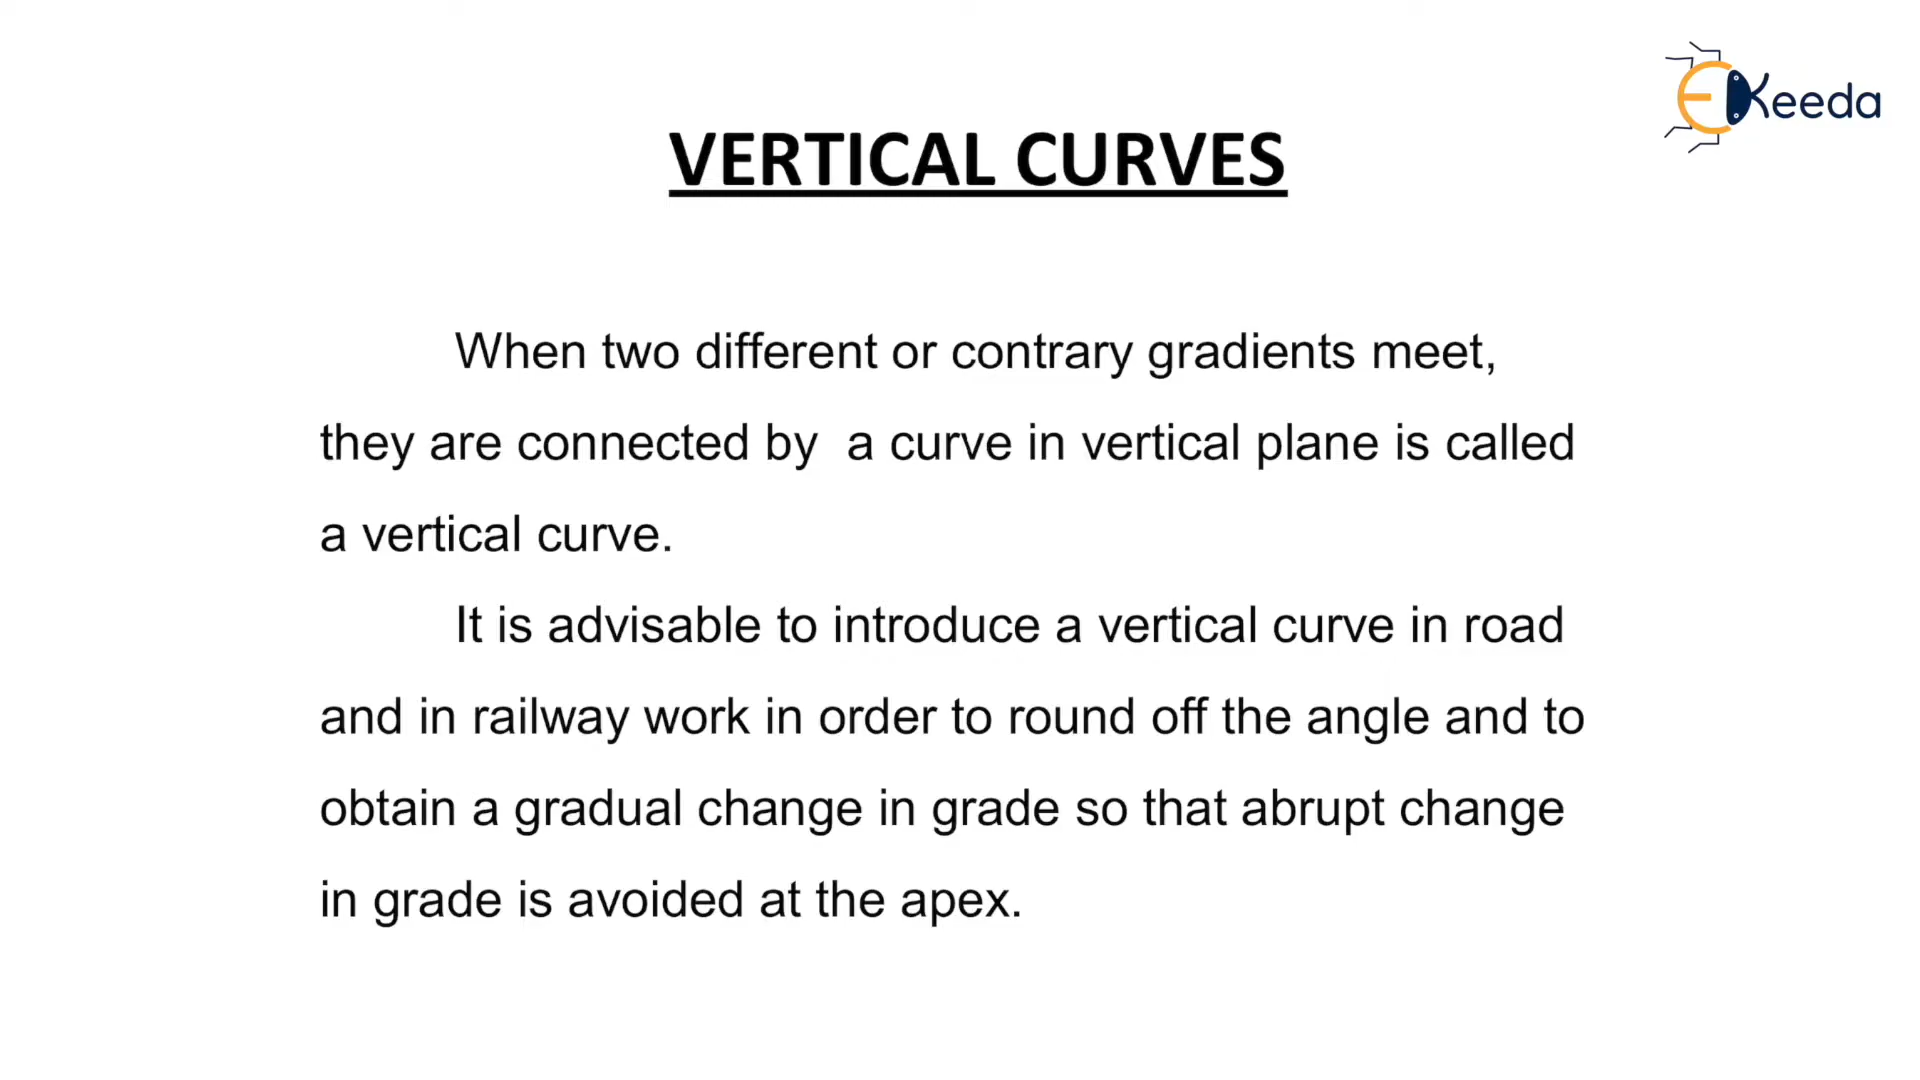 EKeeda
VERTICAL CURVES
When two different or contrary gradients meet,
they are connected by  a curve in vertical plane is called
a vertical curve.
It is advisable to introduce a vertical curve in road
and in railway work in order to round off the angle and to
obtain a gradual change in grade so that abrupt change
in grade is avoided at the apex.